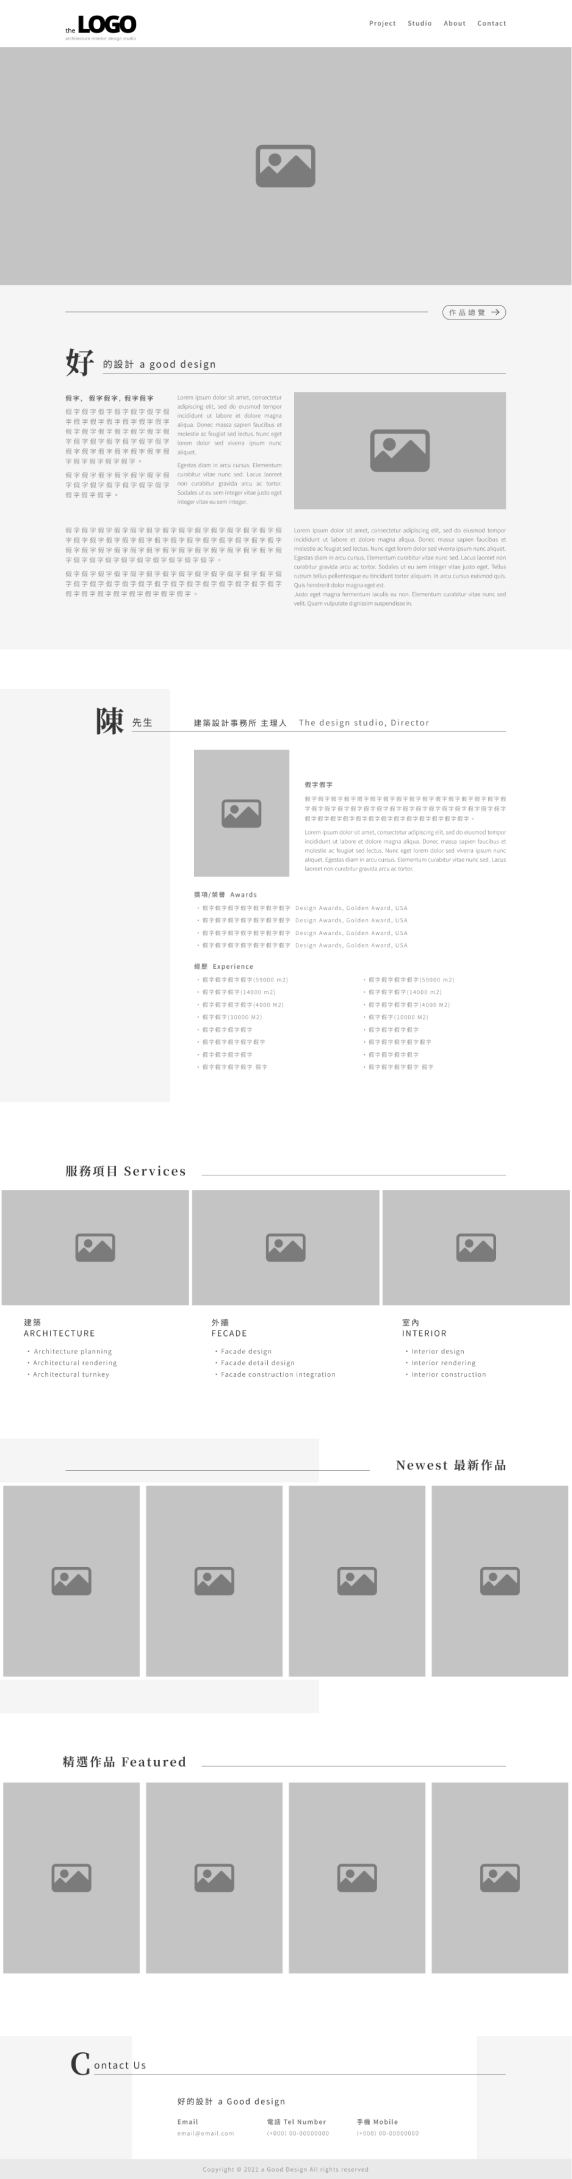 the LOGO
architecture interior design studio
Project Studio About Contact
作品總覽
好 的設計 a good design
假字，假字假字, 假字假字
假字假字假字假字假字假
字假字假字假字假字假字
假字假字假字假字假字假
字假字假字假字假字假字
假字假字假字假字假字假
字假字假字假字假字。
假字假字假字假字假字假
字假字假字假字假字假字
假字假字假字。
Lorem ipsum dolor sit amet, consectetur
adipiscing elit, sed do eiusmod tempor
incididunt ut labore et dolore magna
aliqua. Donec massa sapien faucibus et
molestie ac feugiat sed lectus. Nunc eget
lorem dolor sed viverra ipsum nunc
aliquet.
Egestas diam in arcu cursus. Elementum
curabitur vitae nunc sed. Lacus laoreet
non curabitur gravida arcu ac tortor.
Sodales ut eu sem integer vitae justo eget
integer vitae eu sem integer.
Lorem ipsum dolor sit amet, consectetur adipiscing elit, sed do eiusmod tempor
incididunt ut labore et dolore magna aliqua. Donec massa sapien faucibus et
molestie ac feugiat sed lectus. Nunc eget lorem dolor sed viverra ipsum nunc aliquet.
Egestas diam in arcu cursus. Elementum curabitur vitae nunc sed. Lacus laoreet non
curabitur gravida arcu ac tortor. Sodales ut eu sem integer vitae justo eget. Tellus
rutrum tellus pellentesque eu tincidunt tortor aliquam. In arcu cursus euismod quis.
Quis hendrerit dolor magna eget est.
Justo eget magna fermentum iaculis eu non. Elementum curabitur vitae nunc sed
velit. Quam vulputate dignissim suspendisse in.
陳 先生
建築設計事務所 主理人 The design studio, Director
假字假字
Lorem ipsum dolor sit amet, consectetur adipiscing elit, sed do eiusmod tempor
incididunt ut labore et dolore magna aliqua. Donec massa sapien faucibus et
molestie ac feugiat sed lectus. Nunc eget lorem dolor sed viverra ipsum nunc
aliquet. Egestas diam in arcu cursus. Elementum curabitur vitae nunc sed. Lacus
laoreet non curabitur gravida arcu ac tortor.
獎項/榮譽 Awards
・假字假字假字假字假字假字假字 Design Awards, Golden Award, USA
・假字假字假字假字假字假字假字 Design Awards, Golden Award, USA
・假字假字假字假字假字假字假字 Design Awards, Golden Award, USA
・假字假字假字假字假字假字假字 Design Awards, Golden Award, USA
經歷 Experience
・假字假字假字假字(55000 m2)
・假字假字假字(14000 m2)
・假字假字假字假字(4000 M2)
・假字假字(10000 M2)
・假字假字假字假字
・假字假字假字假字假字
・假字假字假字假字
・假字假字假字假字 假字
・假字假字假字假字(55000 m2)
・假字假字假字(14000 m2)
・假字假字假字假字(4000 M2)
・假字假字(10000 M2)
・假字假字假字假字
・假字假字假字假字假字
・假字假字假字假字
・假字假字假字假字 假字
服務項目 Services
建築
ARCHITECTURE
・Architecture planning
・Architectural rendering
・Architectural turnkey
外牆
FECADE
・Facade design
・Facade detail design
・Facade construction integration
室內
INTERIOR
・Interior design
・Interior rendering
・Interior construction
Newest 最新作品
精選作品 Featured
Contact Us
好的設計 a Good design
Email
email@email.com
電話 Tel Number
(+000) 00-00000000
手機 Mobile
(+000) 00-00000000
Copyright © 2021 a Good Design All rights reserved